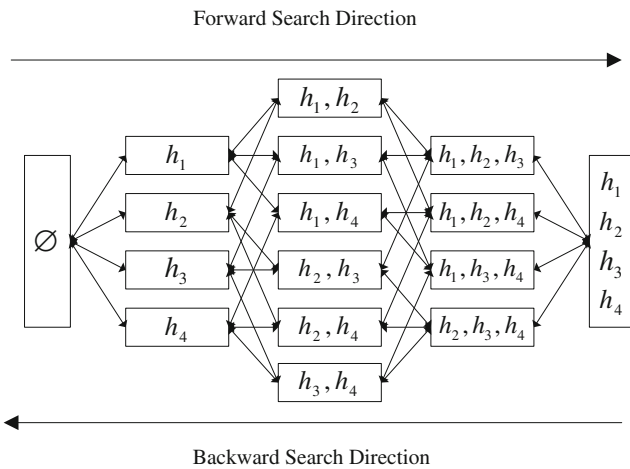 Forward Search Direction
∅
h₁
h₂
h₃
h₄
h₁, h₂
h₁, h₃
h₁, h₄
h₂, h₃
h₂, h₄
h₃, h₄
h₁, h₂, h₃
h₁, h₂, h₄
h₁, h₃, h₄
h₂, h₃, h₄
h₁
h₂
h₃
h₄
Backward Search Direction